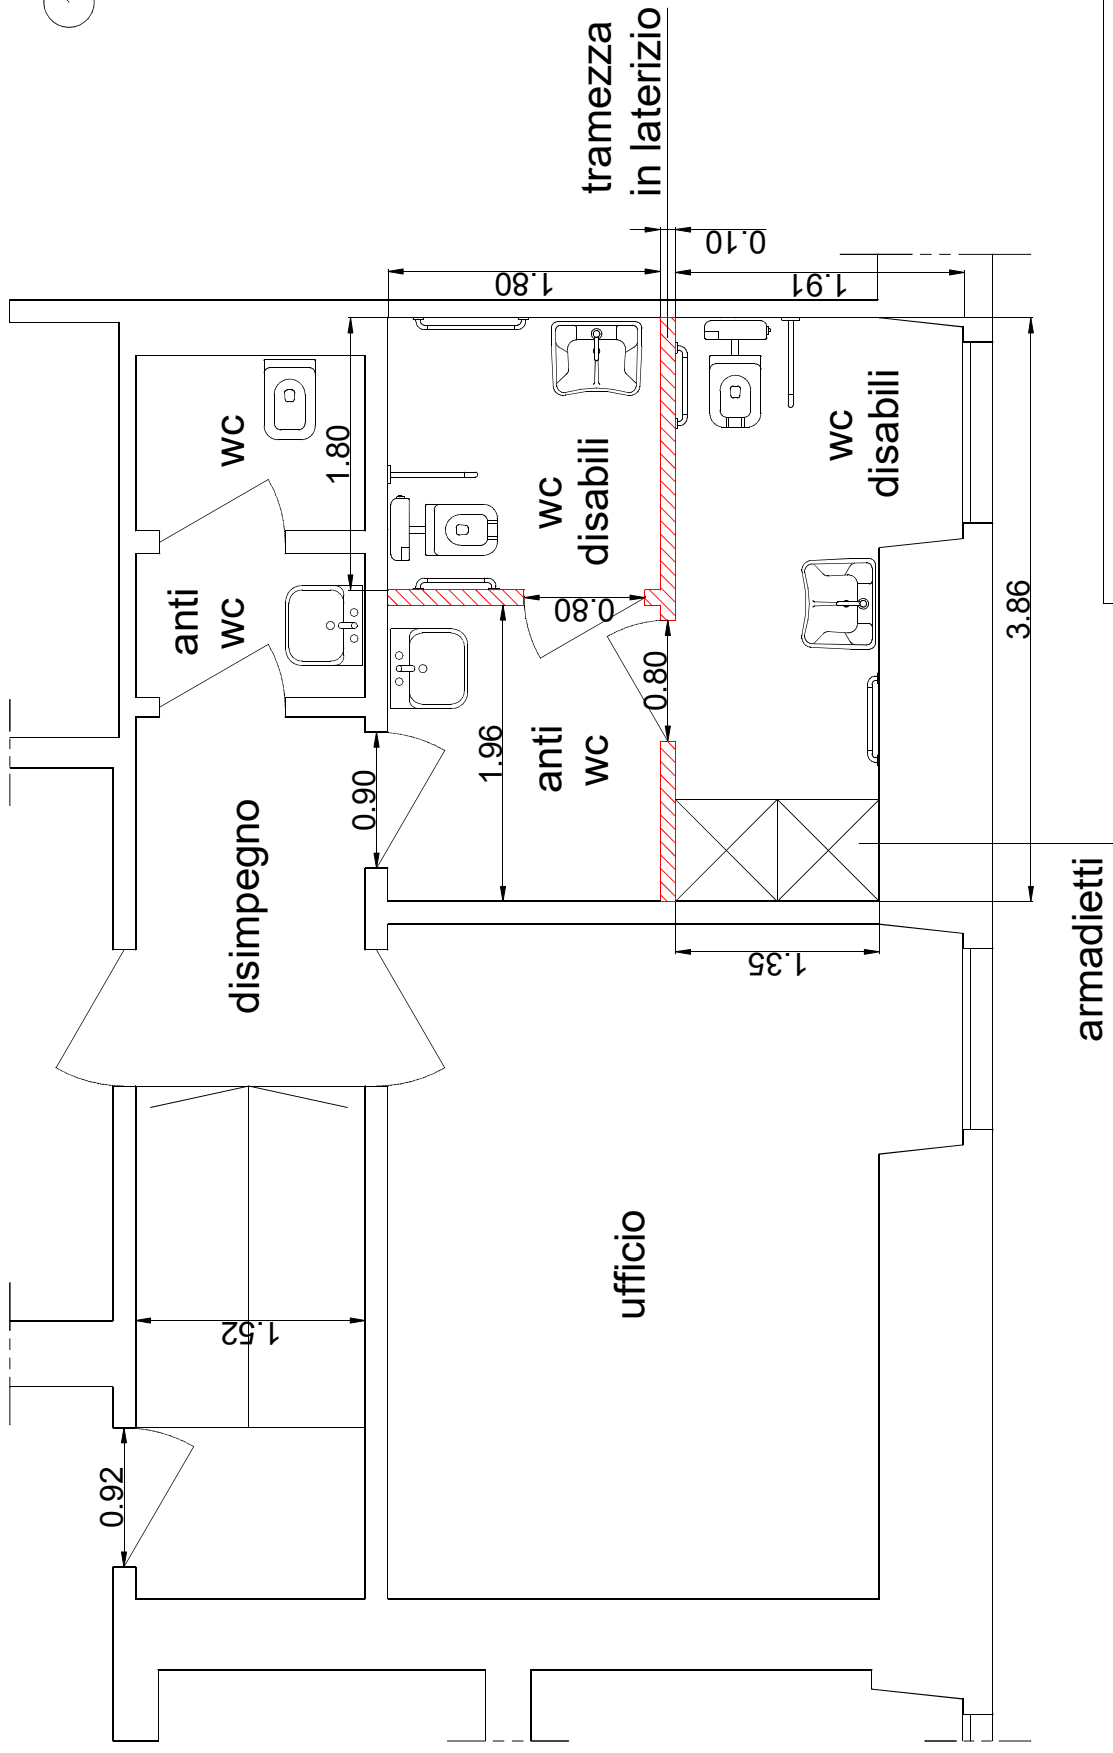 tramezza
in laterizio
0.10
1.80
1.91
wc
1.80
wc
disabili
wc
disabili
anti
wc
0.80
0.80
3.86
1.96
anti
wc
0.90
disimpegno
1.35
armadietti
ufficio
1.52
0.92